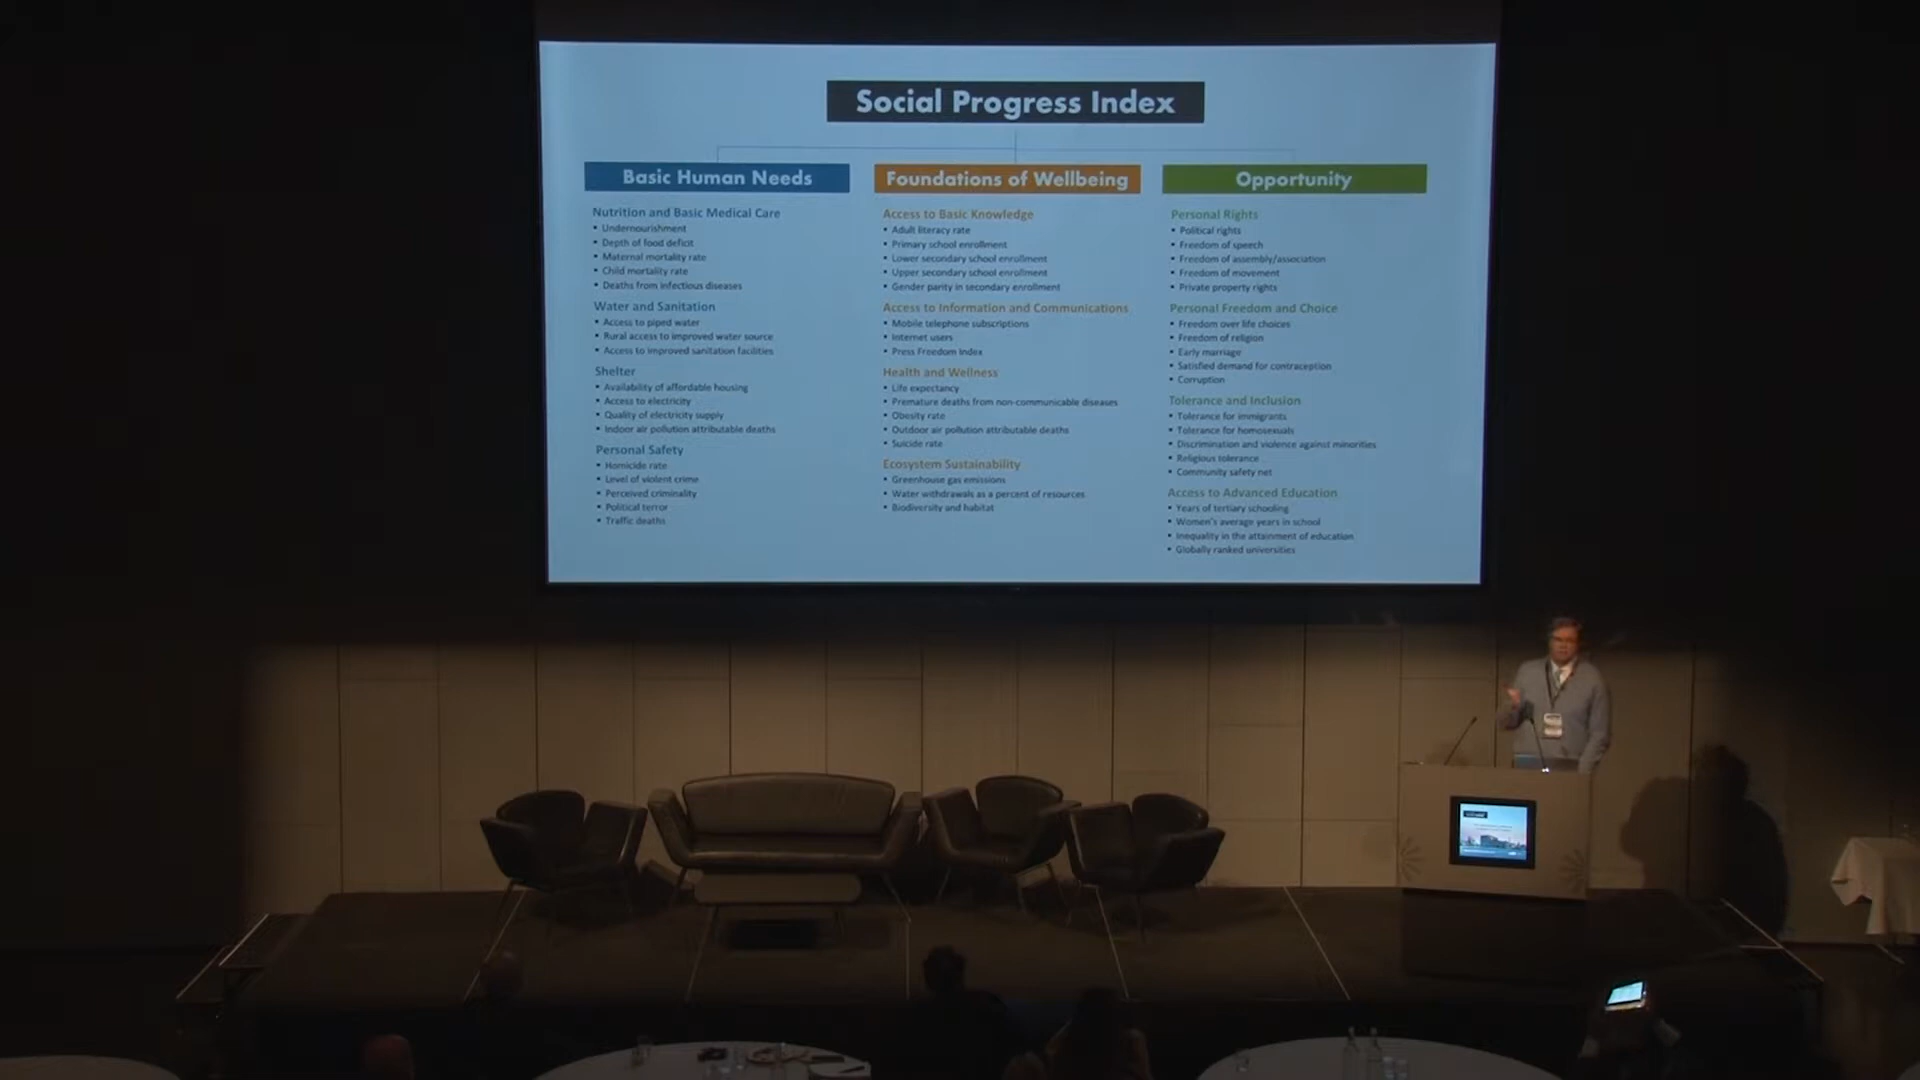 Social Progress Index
Basic Human Needs
Nutrition and Basic Medical Care
▪ Undernourishment
▪ Depth of food deficit
▪ Maternal mortality rate
▪ Child mortality rate
▪ Deaths from infectious diseases
Water and Sanitation
▪ Access to piped water
▪ Rural access to improved water source
▪ Access to improved sanitation facilities
Shelter
▪ Availability of affordable housing
▪ Access to electricity
▪ Quality of electricity supply
▪ Indoor air pollution attributable deaths
Personal Safety
▪ Homicide rate
▪ Level of violent crime
▪ Perceived criminality
▪ Political terror
▪ Traffic deaths
Foundations of Wellbeing
Access to Basic Knowledge
▪ Adult literacy rate
▪ Primary school enrollment
▪ Lower secondary school enrollment
▪ Upper secondary school enrollment
▪ Gender parity in secondary enrollment
Access to Information and Communications
▪ Mobile telephone subscriptions
▪ Internet users
▪ Press Freedom Index
Health and Wellness
▪ Life expectancy
▪ Premature deaths from non-communicable diseases
▪ Obesity rate
▪ Outdoor air pollution attributable deaths
▪ Suicide rate
Ecosystem Sustainability
▪ Greenhouse gas emissions
▪ Water withdrawals as a percent of resources
▪ Biodiversity and habitat
Opportunity
Personal Rights
▪ Political rights
▪ Freedom of speech
▪ Freedom of assembly/association
▪ Freedom of movement
▪ Private property rights
Personal Freedom and Choice
▪ Freedom over life choices
▪ Freedom of religion
▪ Early marriage
▪ Satisfied demand for contraception
▪ Corruption
Tolerance and Inclusion
▪ Tolerance for immigrants
▪ Tolerance for homosexuals
▪ Discrimination and violence against minorities
▪ Religious tolerance
▪ Community safety net
Access to Advanced Education
▪ Years of tertiary schooling
▪ Women's average years in school
▪ Inequality in the attainment of education
▪ Globally ranked universities